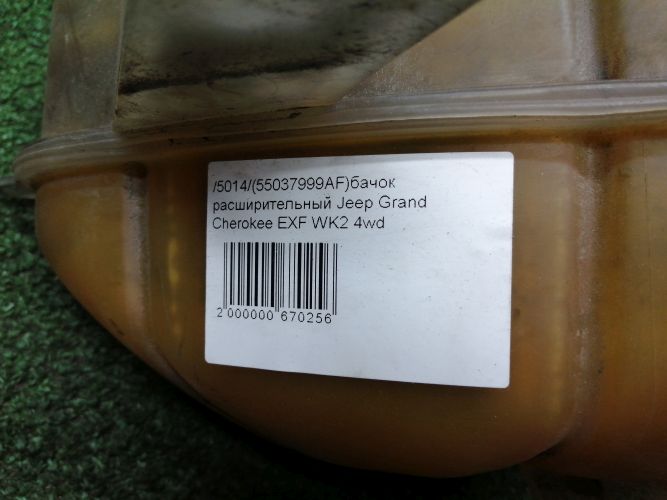 /5014/(55037999AF)бачок
расширительный Jeep Grand
Cherokee EXF WK2 4wd
2 000000 670256